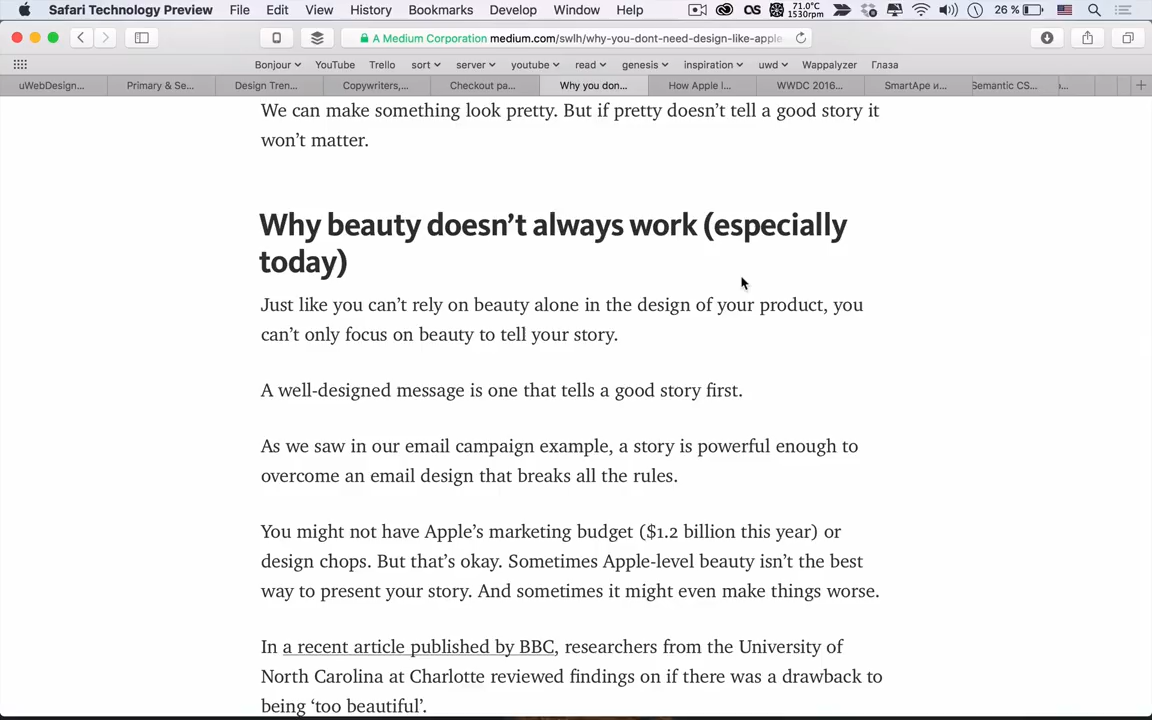 Safari Technology Preview File Edit View History Bookmarks Develop Window Help 71.0°C 1530rpm 26 %
A Medium Corporation medium.com/swlh/why-you-dont-need-design-like-apple
Bonjour YouTube Trello sort server youtube read genesis inspiration uwd Wappalyzer Глаза
uWebDesign... Primary & Se... Design Tren... Copywriters,... Checkout pa... Why you don... How Apple I... WWDC 2016... SmartApe и... Semantic CS...
We can make something look pretty. But if pretty doesn’t tell a good story it
won’t matter.
Why beauty doesn’t always work (especially
today)
Just like you can’t rely on beauty alone in the design of your product, you
can’t only focus on beauty to tell your story.
A well-designed message is one that tells a good story first.
As we saw in our email campaign example, a story is powerful enough to
overcome an email design that breaks all the rules.
You might not have Apple’s marketing budget ($1.2 billion this year) or
design chops. But that’s okay. Sometimes Apple-level beauty isn’t the best
way to present your story. And sometimes it might even make things worse.
In a recent article published by BBC, researchers from the University of
North Carolina at Charlotte reviewed findings on if there was a drawback to
being ‘too beautiful’.